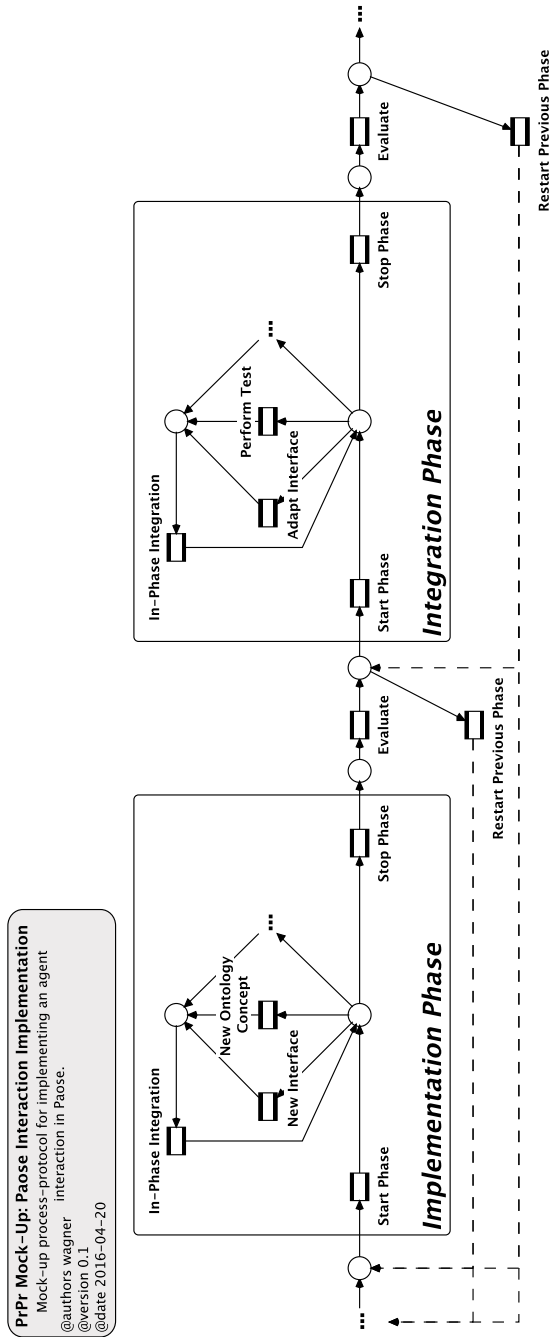 PrPr Mock-Up: Paose Interaction Implementation
Mock-up process-protocol for implementing an agent
interaction in Paose.
@authors wagner
@version 0.1
@date 2016-04-20
In-Phase Integration
New Ontology
Concept
New Interface
...
Start Phase
Stop Phase
Implementation Phase
...
Evaluate
Restart Previous Phase
In-Phase Integration
Perform Test
Adapt Interface
...
Start Phase
Stop Phase
Integration Phase
Evaluate
...
Restart Previous Phase